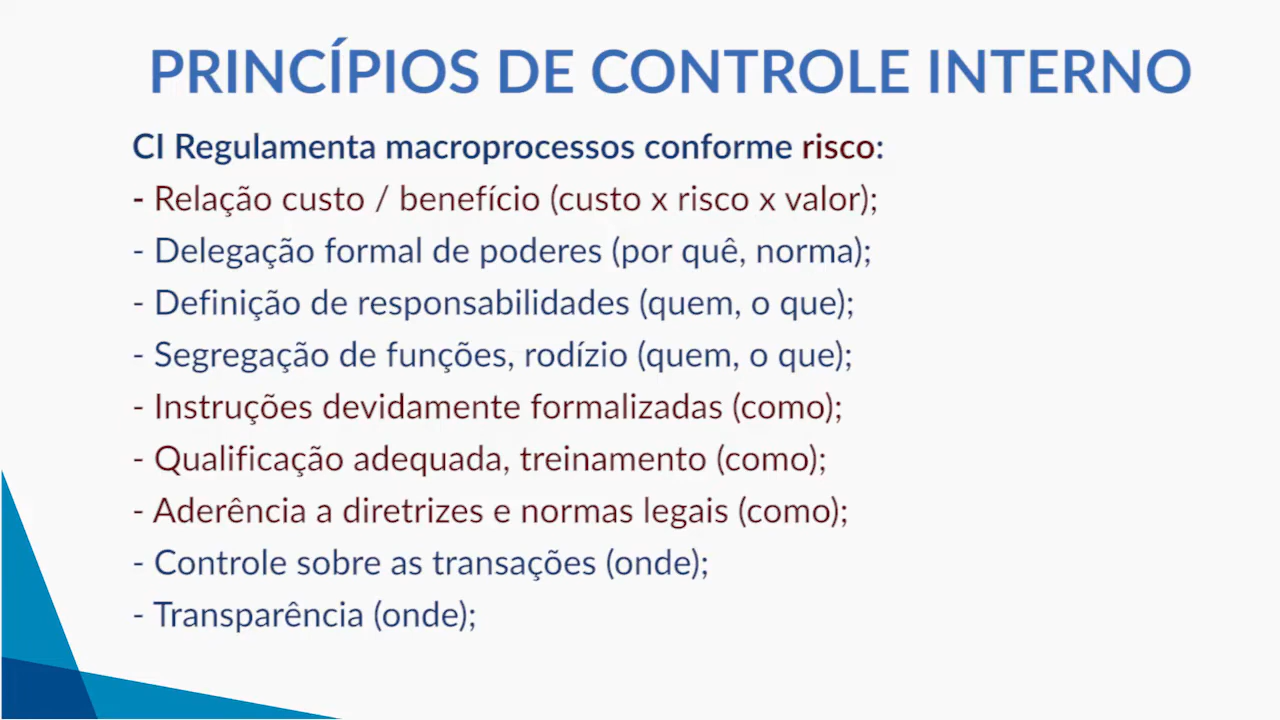 PRINCÍPIOS DE CONTROLE INTERNO
CI Regulamenta macroprocessos conforme risco:
- Relação custo / benefício (custo x risco x valor);
- Delegação formal de poderes (por quê, norma);
- Definição de responsabilidades (quem, o que);
- Segregação de funções, rodízio (quem, o que);
- Instruções devidamente formalizadas (como);
- Qualificação adequada, treinamento (como);
- Aderência a diretrizes e normas legais (como);
- Controle sobre as transações (onde);
- Transparência (onde);